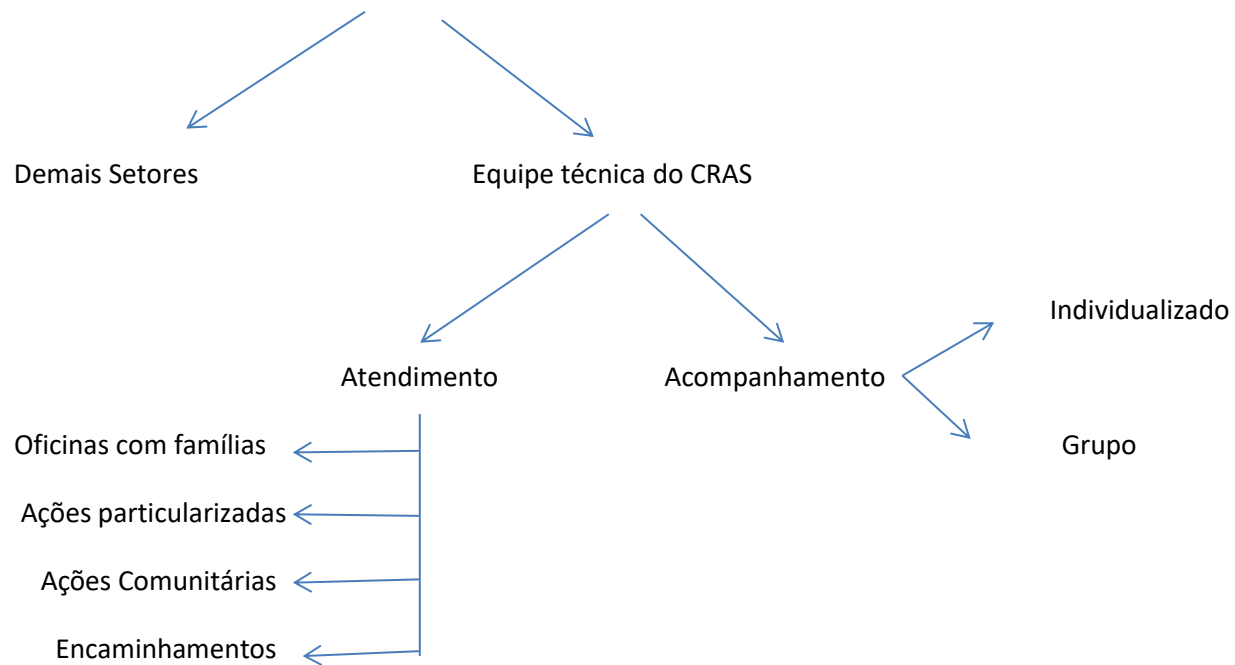 Demais Setores
Equipe técnica do CRAS
Individualizado
Atendimento
Acompanhamento
Oficinas com famílias
Grupo
Ações particularizadas
Ações Comunitárias
Encaminhamentos